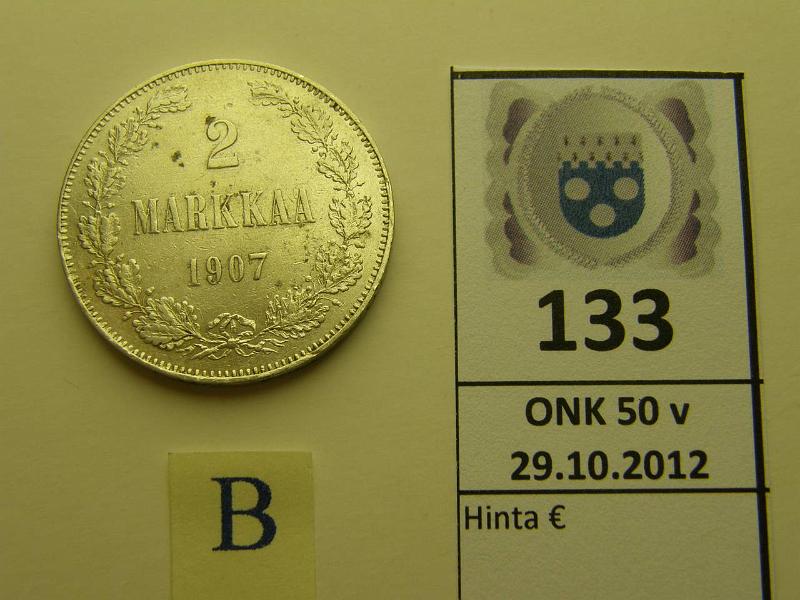 2
MARKKAA
1907
B
133
ONK 50 v
29.10.2012
Hinta €